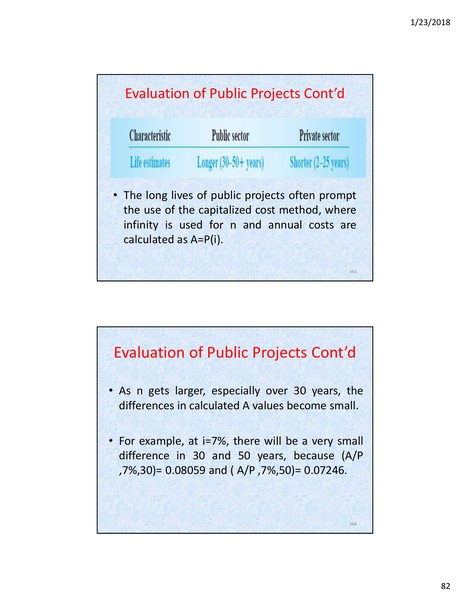 1/23/2018
Evaluation of Public Projects Cont’d
Characteristic Public sector Private sector
Life estimates Longer (30–50+ years) Shorter (2–25 years)
• The long lives of public projects often prompt
the use of the capitalized cost method, where
infinity is used for n and annual costs are
calculated as A=P(i).
Evaluation of Public Projects Cont’d
• As n gets larger, especially over 30 years, the
differences in calculated A values become small.
• For example, at i=7%, there will be a very small
difference in 30 and 50 years, because (A/P
,7%,30)= 0.08059 and ( A/P ,7%,50)= 0.07246.
82